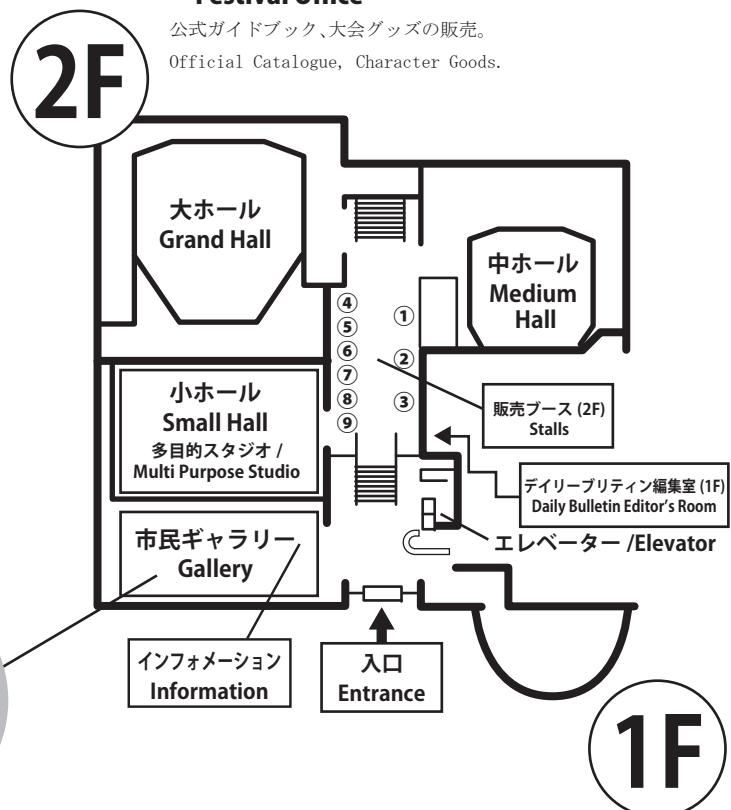 Festival Office
公式ガイドブック、大会グッズの販売。
Official Catalogue, Character Goods.
2F
大ホール
Grand Hall
中ホール
Medium
Hall
④
⑤
⑥
⑦
⑧
⑨
①
②
③
小ホール
Small Hall
多目的スタジオ /
Multi Purpose Studio
販売ブース (2F)
Stalls
デイリーブリティン編集室 (1F)
Daily Bulletin Editor's Room
エレベーター /Elevator
市民ギャラリー
Gallery
インフォメーション
Information
入口
Entrance
1F